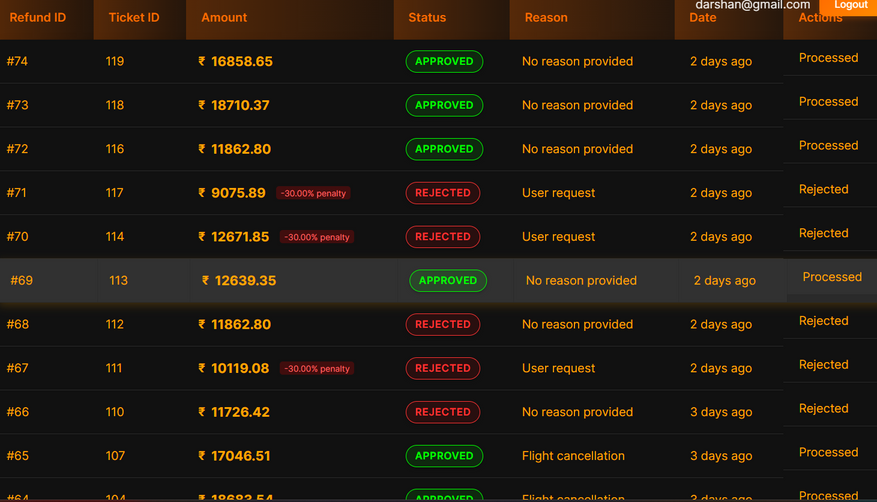 darshan@gmail.com Logout
Refund ID Ticket ID Amount Status Reason Date Actions
#74 119 ₹ 16858.65 APPROVED No reason provided 2 days ago Processed
#73 118 ₹ 18710.37 APPROVED No reason provided 2 days ago Processed
#72 116 ₹ 11862.80 APPROVED No reason provided 2 days ago Processed
#71 117 ₹ 9075.89 -30.00% penalty REJECTED User request 2 days ago Rejected
#70 114 ₹ 12671.85 -30.00% penalty REJECTED User request 2 days ago Rejected
#69 113 ₹ 12639.35 APPROVED No reason provided 2 days ago Processed
#68 112 ₹ 11862.80 REJECTED No reason provided 2 days ago Rejected
#67 111 ₹ 10119.08 -30.00% penalty REJECTED User request 2 days ago Rejected
#66 110 ₹ 11726.42 REJECTED No reason provided 3 days ago Rejected
#65 107 ₹ 17046.51 APPROVED Flight cancellation 3 days ago Processed
#64 104 ₹ 18683.54 APPROVED Flight cancellation 3 days ago Processed